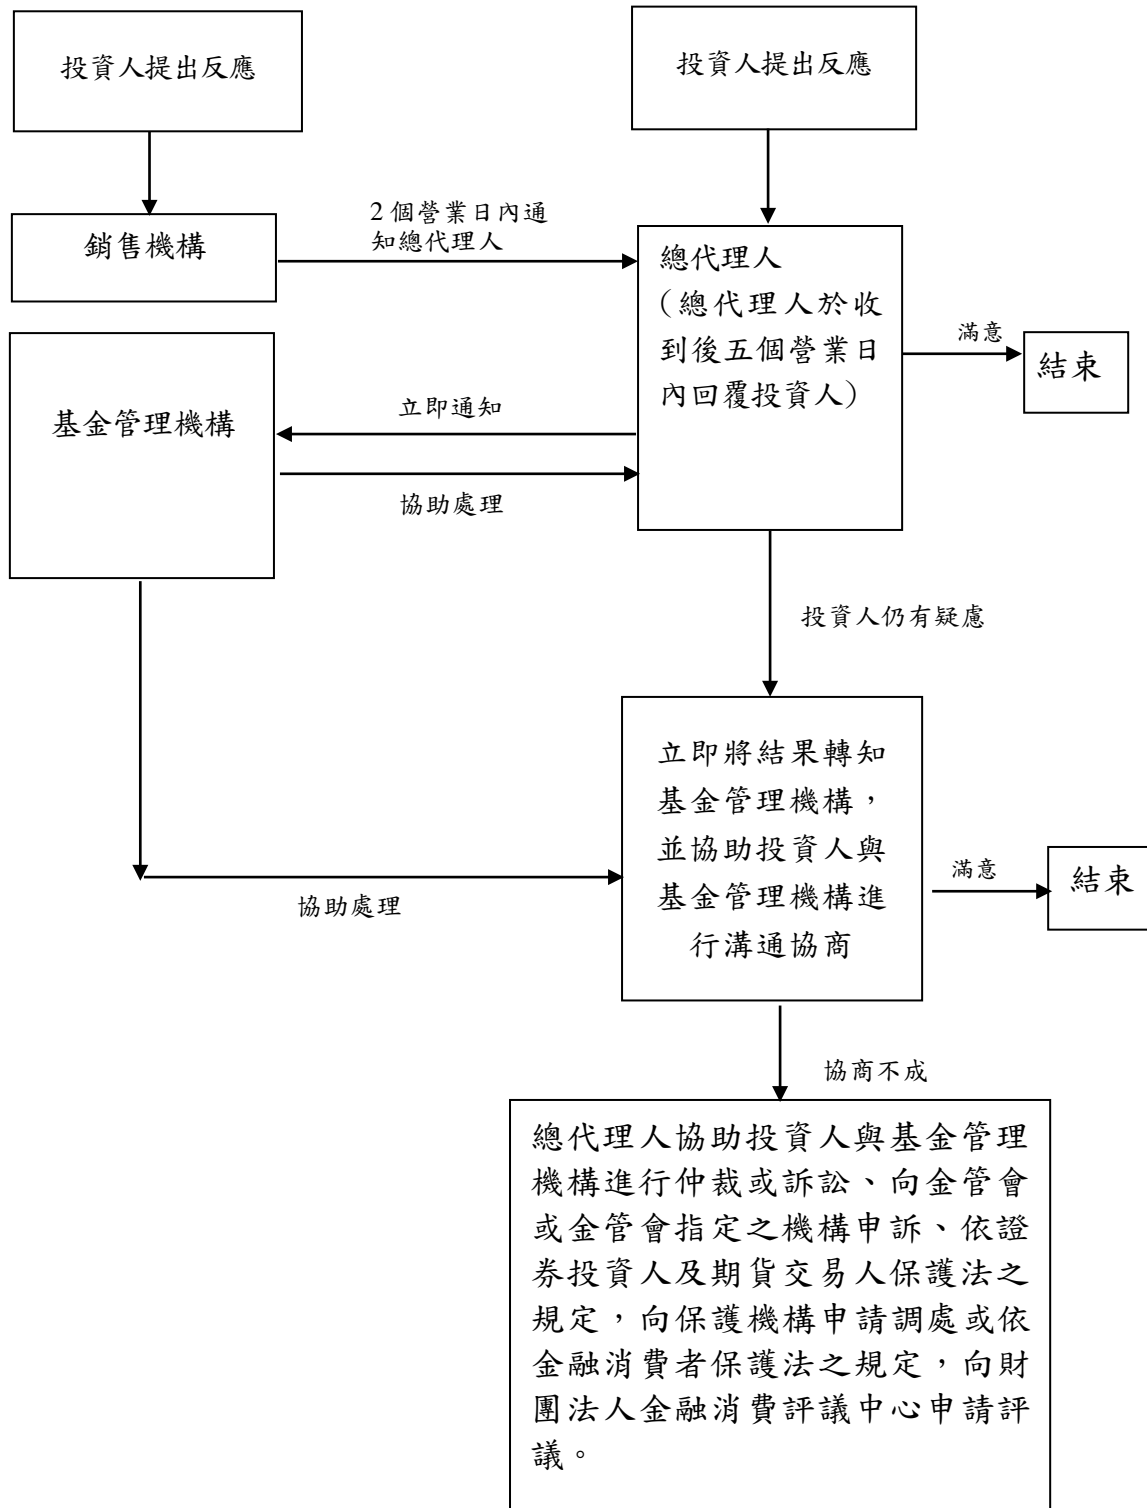 投資人提出反應
投資人提出反應
銷售機構
2 個營業日內通
知總代理人
總代理人
（總代理人於收
到後五個營業日
內回覆投資人）
滿意
結束
基金管理機構
立即通知
協助處理
投資人仍有疑慮
立即將結果轉知
基金管理機構，
並協助投資人與
基金管理機構進
行溝通協商
滿意
結束
協助處理
協商不成
總代理人協助投資人與基金管理
機構進行仲裁或訴訟、向金管會
或金管會指定之機構申訴、依證
券投資人及期貨交易人保護法之
規定，向保護機構申請調處或依
金融消費者保護法之規定，向財
團法人金融消費評議中心申請評
議。